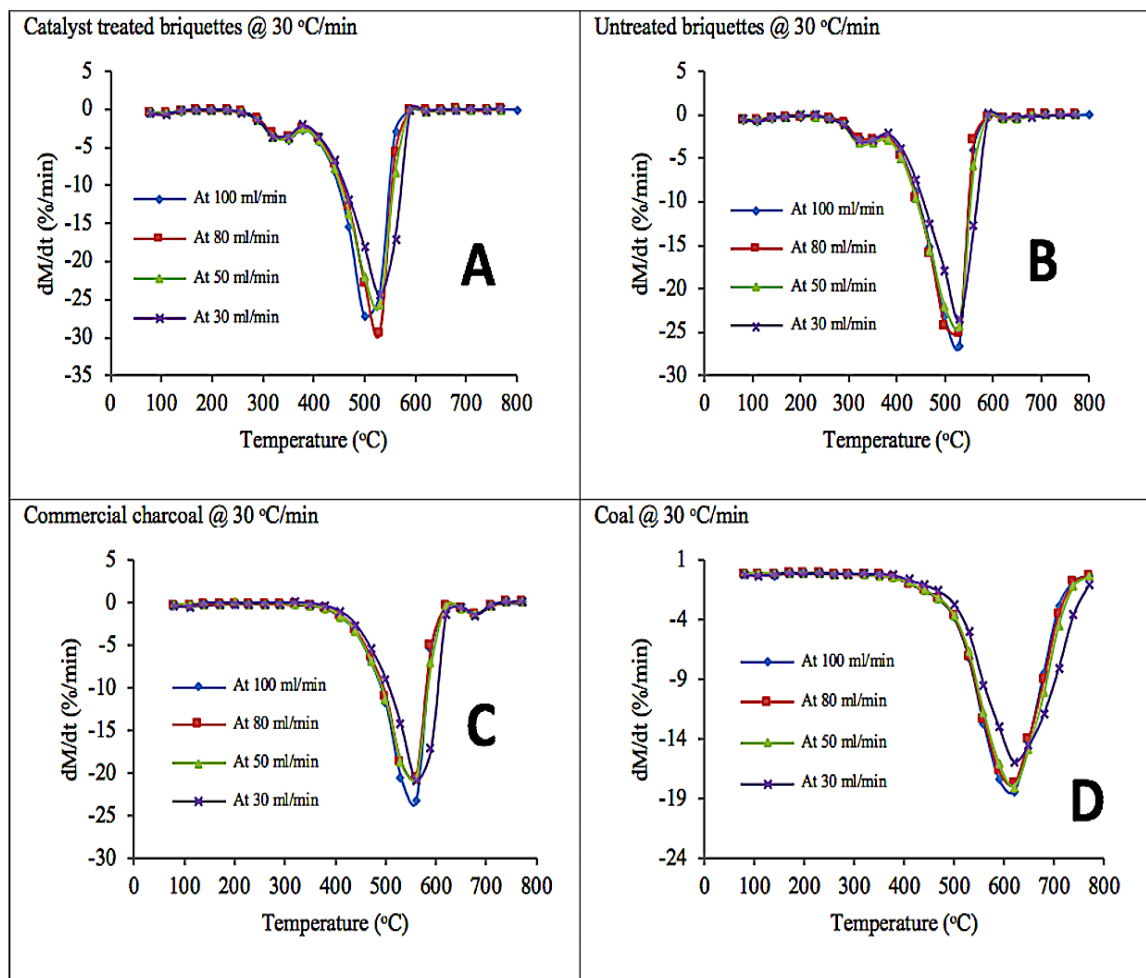 Catalyst treated briquettes @ 30 °C/min
5
0
-5
-10
-15
-20
-25
-30
-35
dM/dt (%/min)
At 100 ml/min
At 80 ml/min
At 50 ml/min
At 30 ml/min
A
0 100 200 300 400 500 600 700 800
Temperature (°C)
Untreated briquettes @ 30 °C/min
5
0
-5
-10
-15
-20
-25
-30
dM/dt (%/min)
At 100 ml/min
At 80 ml/min
At 50 ml/min
At 30 ml/min
B
0 100 200 300 400 500 600 700 800
Temperature (°C)
Commercial charcoal @ 30 °C/min
5
0
-5
-10
-15
-20
-25
-30
dM/dt (%/min)
At 100 ml/min
At 80 ml/min
At 50 ml/min
At 30 ml/min
C
0 100 200 300 400 500 600 700 800
Temperature (°C)
Coal @ 30 °C/min
1
-4
-9
-14
-19
-24
dM/dt (%/min)
At 100 ml/min
At 80 ml/min
At 50 ml/min
At 30 ml/min
D
0 100 200 300 400 500 600 700 800
Temperature (°C)